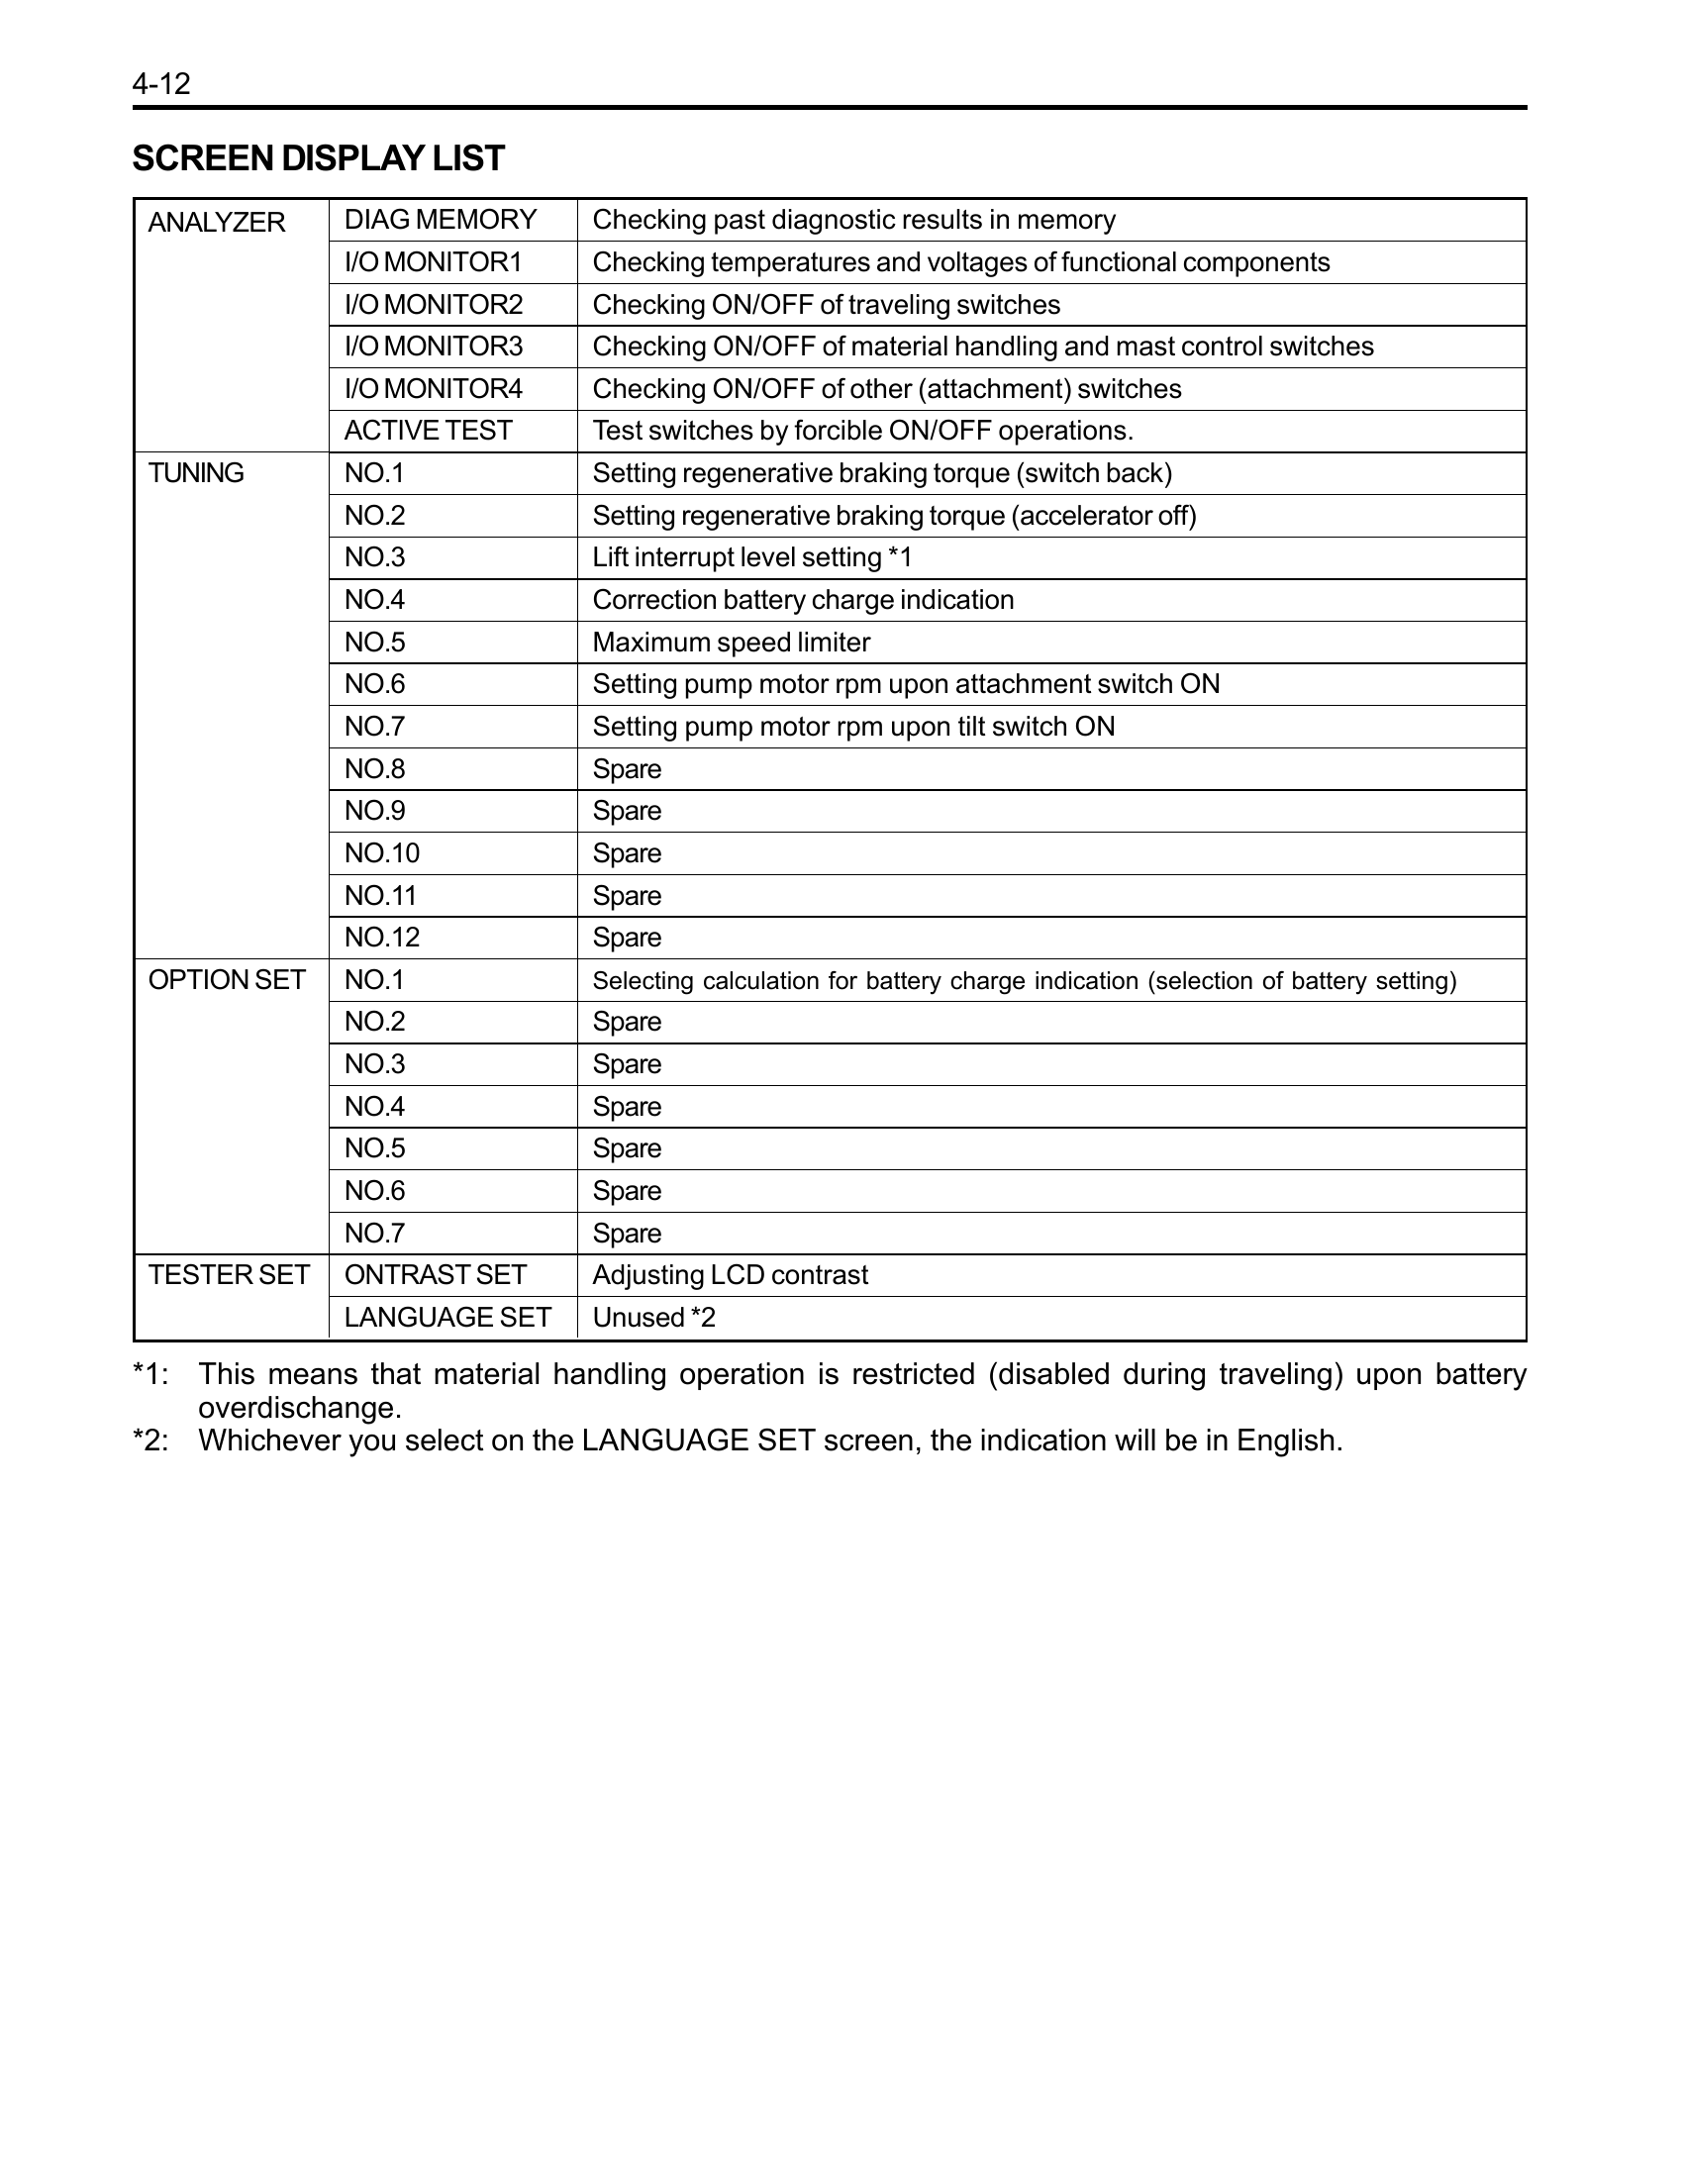 4-12
SCREEN DISPLAY LIST
ANALYZER DIAG MEMORY Checking past diagnostic results in memory
I/O MONITOR1 Checking temperatures and voltages of functional components
I/O MONITOR2 Checking ON/OFF of traveling switches
I/O MONITOR3 Checking ON/OFF of material handling and mast control switches
I/O MONITOR4 Checking ON/OFF of other (attachment) switches
ACTIVE TEST Test switches by forcible ON/OFF operations.
TUNING NO.1 Setting regenerative braking torque (switch back)
NO.2 Setting regenerative braking torque (accelerator off)
NO.3 Lift interrupt level setting *1
NO.4 Correction battery charge indication
NO.5 Maximum speed limiter
NO.6 Setting pump motor rpm upon attachment switch ON
NO.7 Setting pump motor rpm upon tilt switch ON
NO.8 Spare
NO.9 Spare
NO.10 Spare
NO.11 Spare
NO.12 Spare
OPTION SET NO.1 Selecting calculation for battery charge indication (selection of battery setting)
NO.2 Spare
NO.3 Spare
NO.4 Spare
NO.5 Spare
NO.6 Spare
NO.7 Spare
TESTER SET ONTRAST SET Adjusting LCD contrast
LANGUAGE SET Unused *2
*1: This means that material handling operation is restricted (disabled during traveling) upon battery
overdischange.
*2: Whichever you select on the LANGUAGE SET screen, the indication will be in English.